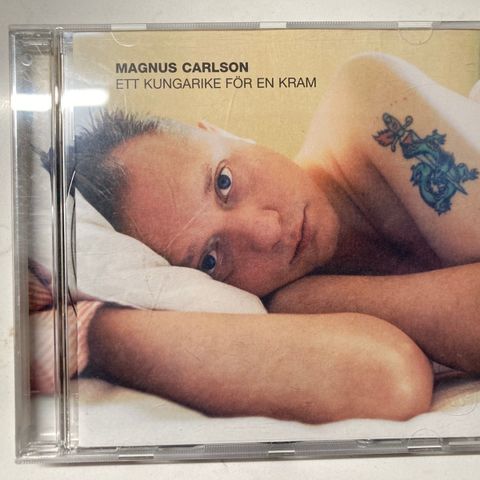 MAGNUS CARLSON
ETT KUNGARIKE FÖR EN KRAM